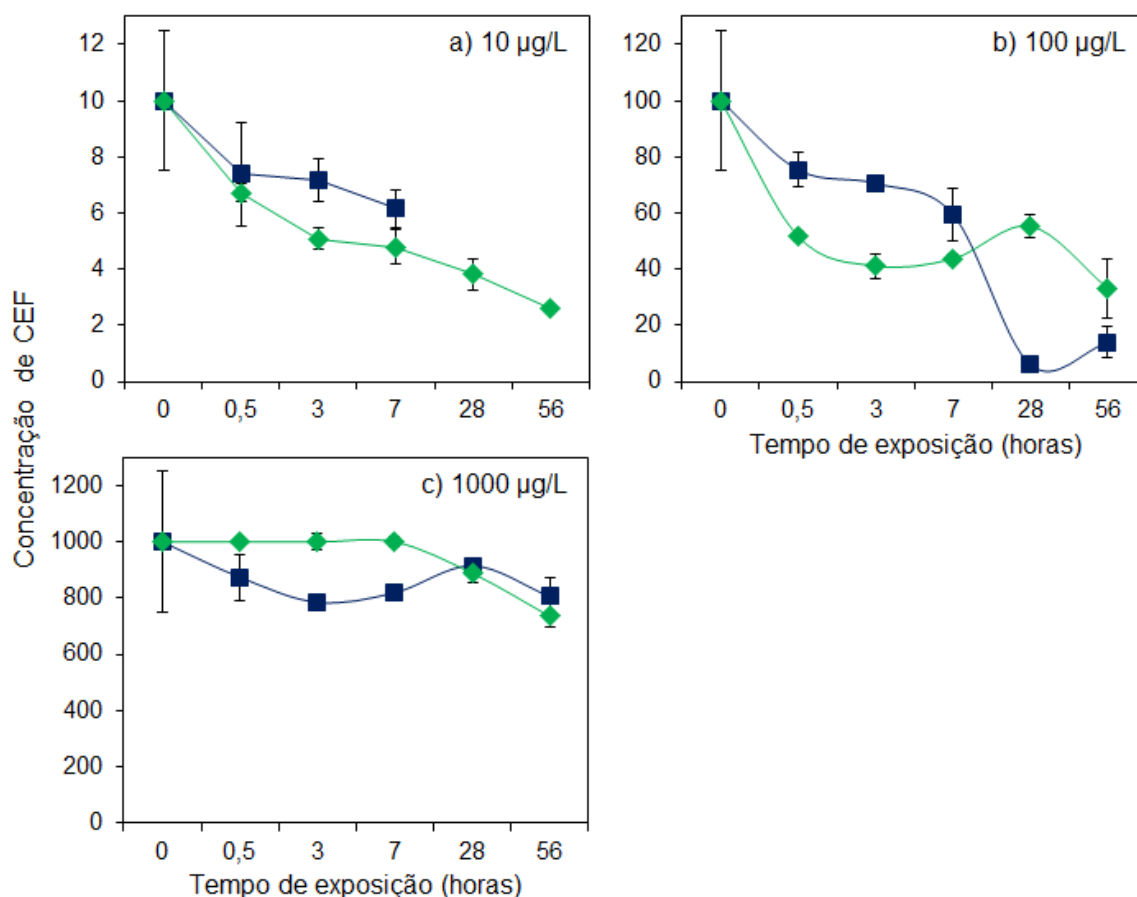 Concentração de CEF
a) 10 µg/L
12
10
8
6
4
2
0
0 0,5 3 7 28 56
b) 100 µg/L
120
100
80
60
40
20
0
0 0,5 3 7 28 56
Tempo de exposição (horas)
c) 1000 µg/L
1200
1000
800
600
400
200
0
0 0,5 3 7 28 56
Tempo de exposição (horas)